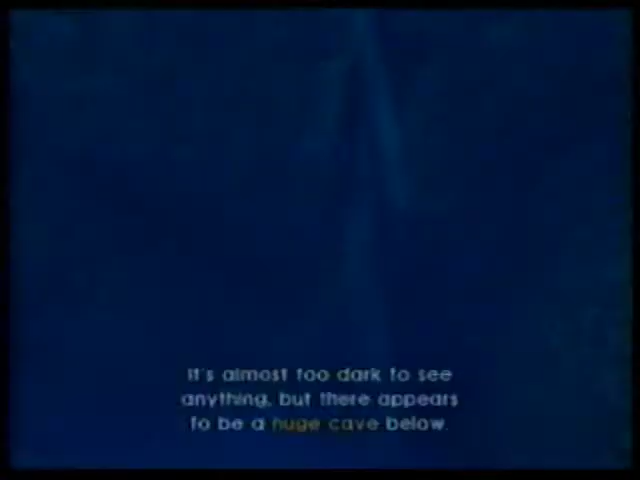 It's almost too dark to see
anything, but there appears
to be a huge cave below.